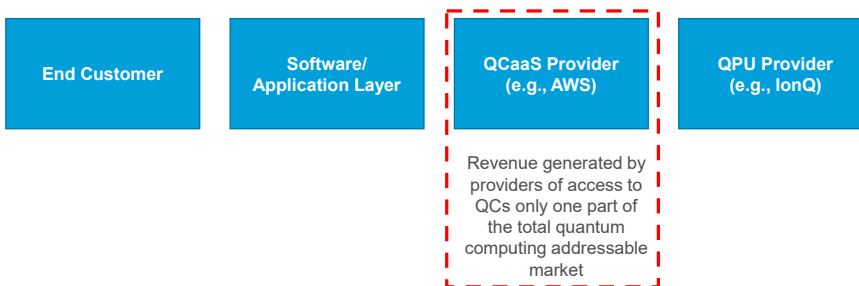 End Customer
Software/
Application Layer
QCaaS Provider
(e.g., AWS)
QPU Provider
(e.g., IonQ)
Revenue generated by
providers of access to
QCs only one part of
the total quantum
computing addressable
market